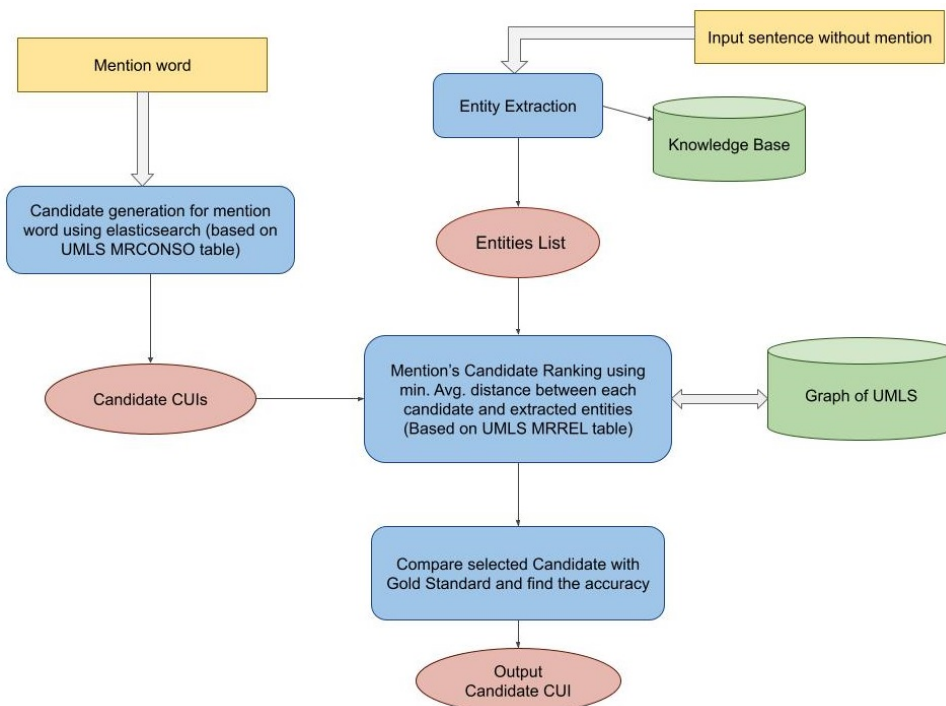 Input sentence without mention
Mention word
Entity Extraction
Knowledge Base
Candidate generation for mention
word using elasticsearch (based on
UMLS MRCONSO table)
Entities List
Mention's Candidate Ranking using
min. Avg. distance between each
candidate and extracted entities
(Based on UMLS MRREL table)
Candidate CUIs
Graph of UMLS
Compare selected Candidate with
Gold Standard and find the accuracy
Output
Candidate CUI